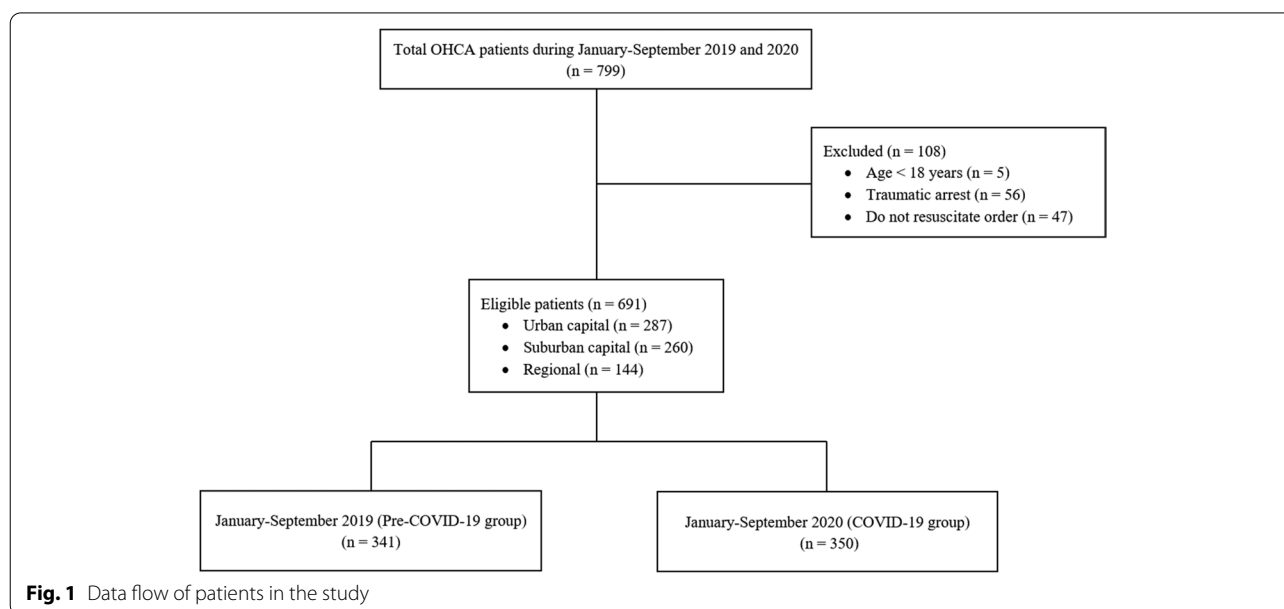 Total OHCA patients during January-September 2019 and 2020
(n = 799)
Excluded (n = 108)
• Age < 18 years (n = 5)
• Traumatic arrest (n = 56)
• Do not resuscitate order (n = 47)
Eligible patients (n = 691)
• Urban capital (n = 287)
• Suburban capital (n = 260)
• Regional (n = 144)
January-September 2019 (Pre-COVID-19 group)
(n = 341)
January-September 2020 (COVID-19 group)
(n = 350)
Fig. 1 Data flow of patients in the study